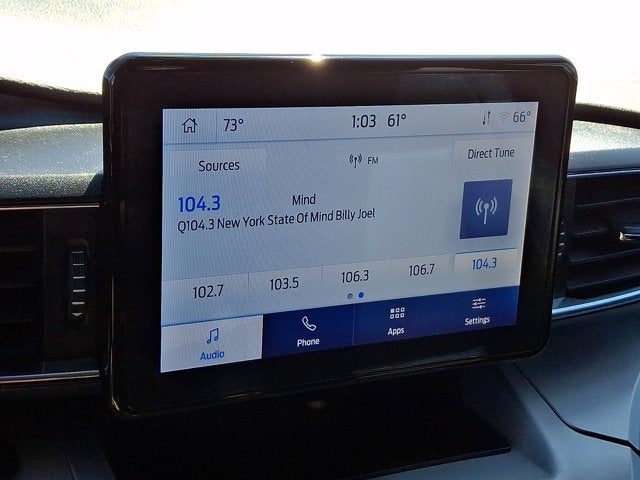 73° 1:03 61° 66°
Sources FM Direct Tune
104.3 Mind
Q104.3 New York State Of Mind Billy Joel
102.7 103.5 106.3 106.7 104.3
Audio Phone Apps Settings